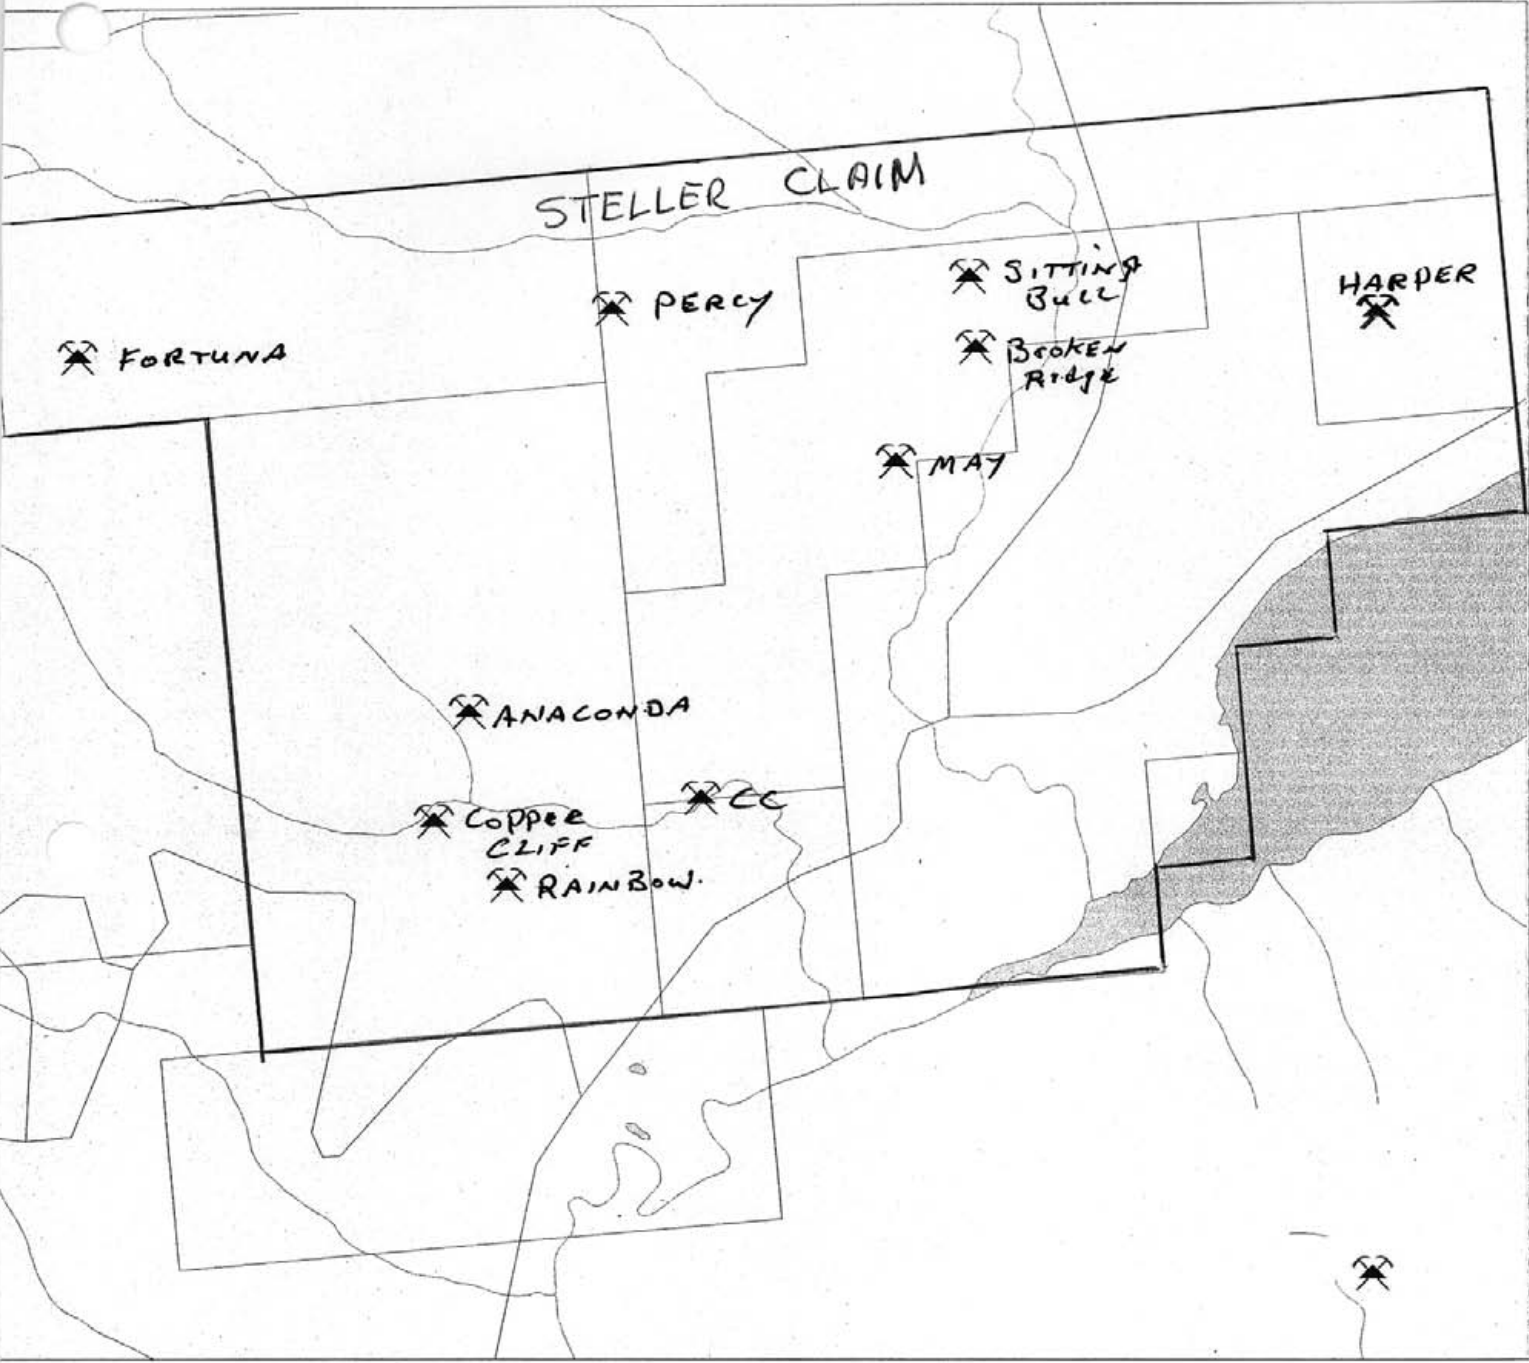 STELLER CLAIM
SITTING
BULL
HARPER
PERCY
FORTUNA
BROKEN
Ridge
MAY
ANACONDA
CC
COPPER
CLIFF
RAINBOW.